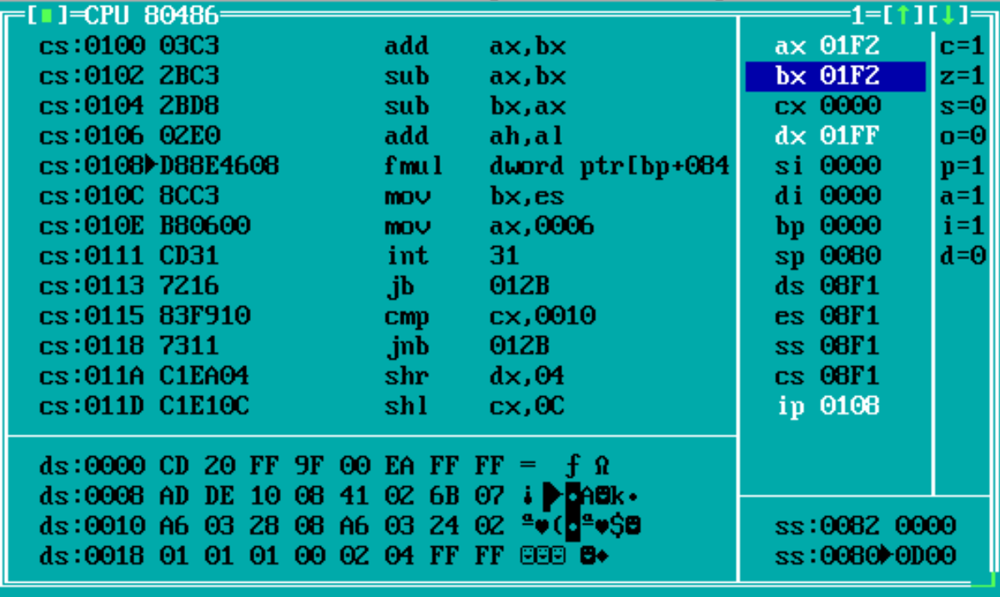 [■]=CPU 80486 1=[↑][↓]
cs:0100 03C3 add ax,bx ax 01F2 c=1
cs:0102 2BC3 sub ax,bx bx 01F2 z=1
cs:0104 2BD8 sub bx,ax cx 0000 s=0
cs:0106 02E0 add ah,al dx 01FF o=0
cs:0108►D88E4608 fmul dword ptr[bp+084 si 0000 p=1
cs:010C 8CC3 mov bx,es di 0000 a=1
cs:010E B80600 mov ax,0006 bp 0000 i=1
cs:0111 CD31 int 31 sp 0080 d=0
cs:0113 7216 jb 012B ds 08F1
cs:0115 83F910 cmp cx,0010 es 08F1
cs:0118 7311 jnb 012B ss 08F1
cs:011A C1EA04 shr dx,04 cs 08F1
cs:011D C1E10C shl cx,0C ip 0108
ds:0000 CD 20 FF 9F 00 EA FF FF = ƒ Ω
ds:0008 AD DE 10 08 41 02 6B 07 ¡▐►◘A☻k•
ds:0010 A6 03 28 08 A6 03 24 02 ª♥(◘ª♥$☻ ss:0082 0000
ds:0018 01 01 01 00 02 04 FF FF ☺☺☺ ☻♦ ss:0080►0D00